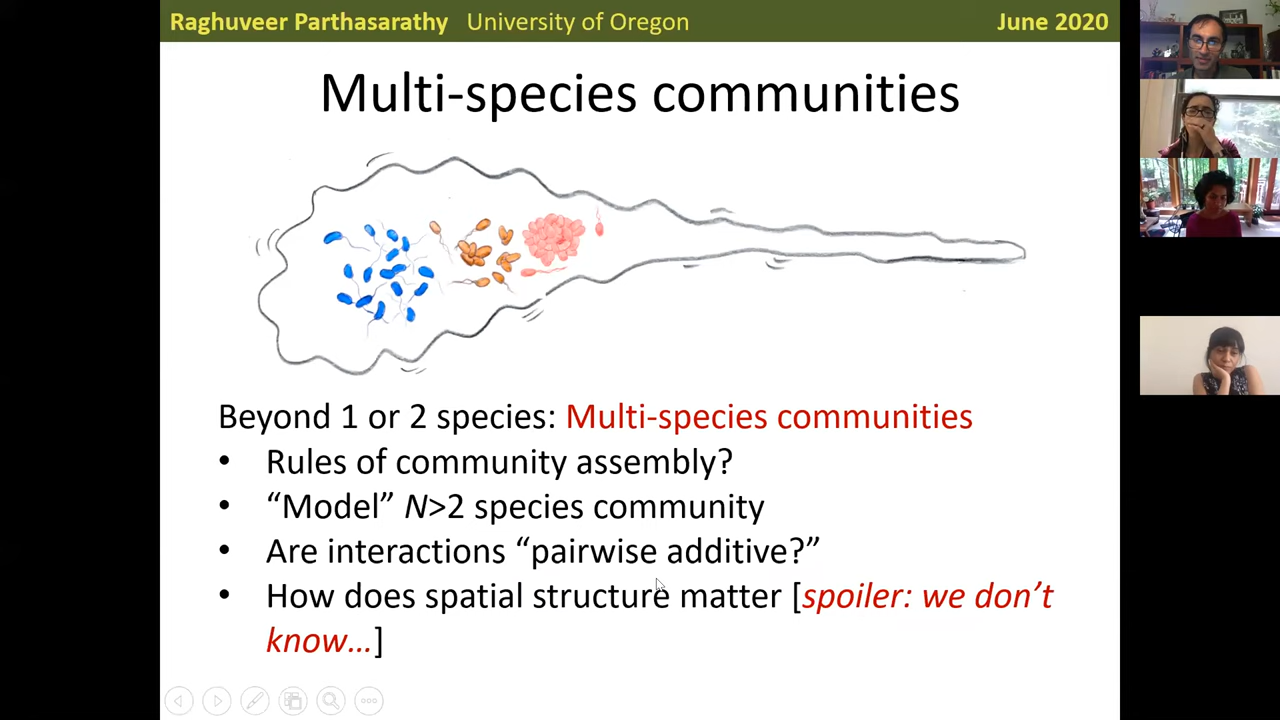 Raghuveer Parthasarathy University of Oregon June 2020
Multi-species communities
Beyond 1 or 2 species: Multi-species communities
• Rules of community assembly?
• “Model” N>2 species community
• Are interactions “pairwise additive?”
• How does spatial structure matter [spoiler: we don’t
know…]